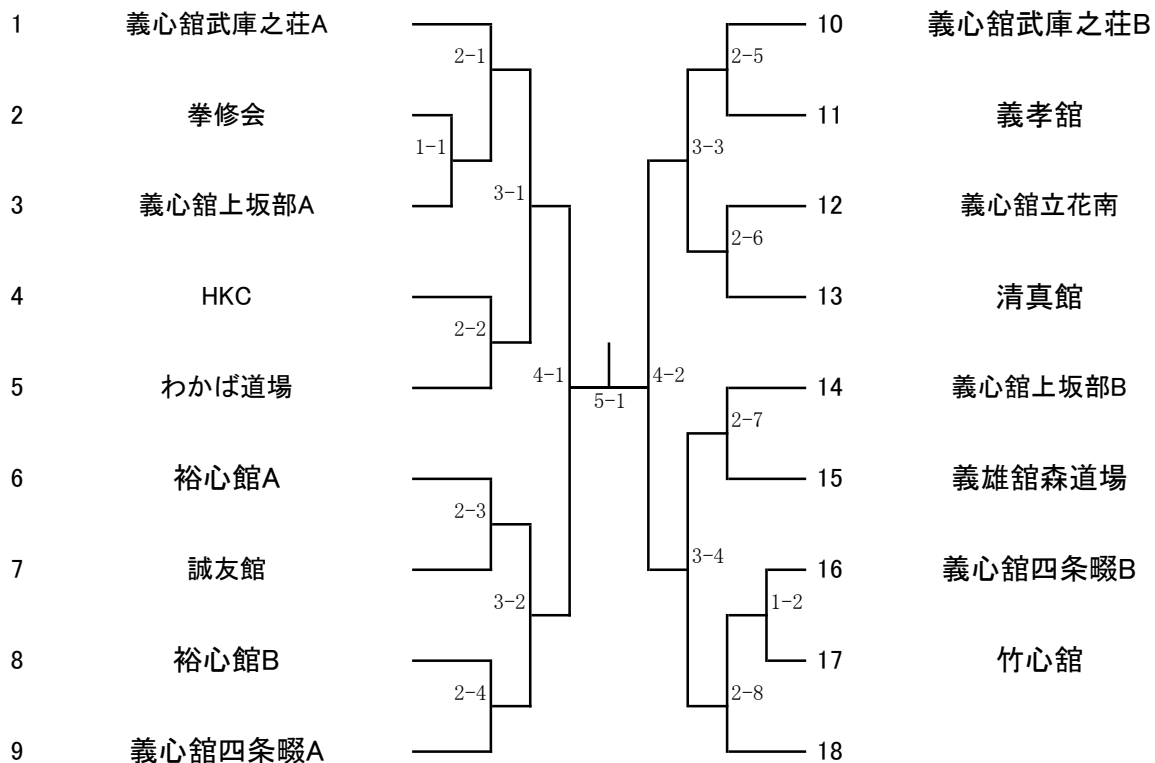 1 義心舘武庫之荘A
2-1
2 拳修会
1-1
3 義心舘上坂部A
3-1
4 HKC
2-2
5 わかば道場
4-1
6 裕心館A
2-3
7 誠友館
3-2
8 裕心館B
2-4
9 義心舘四条畷A
5-1
10 義心舘武庫之荘B
2-5
11 義孝舘
3-3
12 義心舘立花南
2-6
13 清真館
4-2
14 義心舘上坂部B
2-7
15 義雄舘森道場
3-4
16 義心舘四条畷B
1-2
17 竹心舘
2-8
18